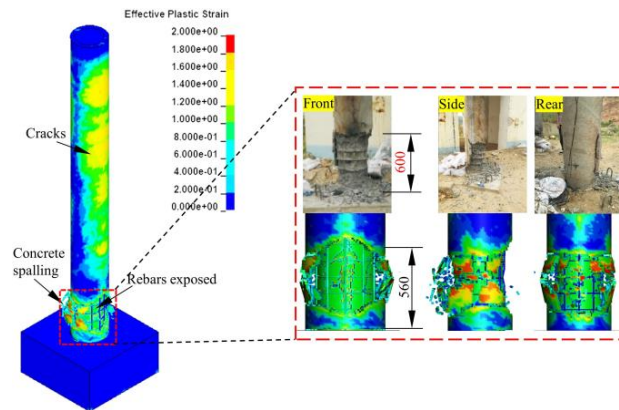 Effective Plastic Strain
2.000e+00
1.800e+00
1.600e+00
1.400e+00
1.200e+00
1.000e+00
8.000e-01
6.000e-01
4.000e-01
2.000e-01
0.000e+00
Cracks
Concrete
spalling
Rebars exposed
Front
Side
Rear
600
560